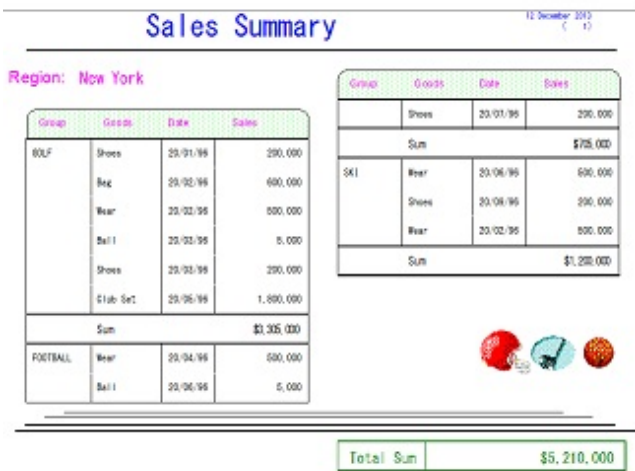 Sales Summary
12 December 2013
( 1)
Region: New York
Group Goods Date Sales
GOLF Shoes 20/01/96 200,000
Bag 20/02/96 600,000
Wear 20/02/96 500,000
Ball 20/03/96 5,000
Shoes 20/03/96 200,000
Club Set 20/05/96 1,800,000
Sum $3,305,000
FOOTBALL Wear 20/04/96 500,000
Ball 20/06/96 5,000
Group Goods Date Sales
Shoes 20/07/96 200,000
Sum $705,000
SKI Wear 20/06/96 500,000
Shoes 200,000
Wear 20/02/96 500,000
Sum $1,200,000
Total Sum $5,210,000